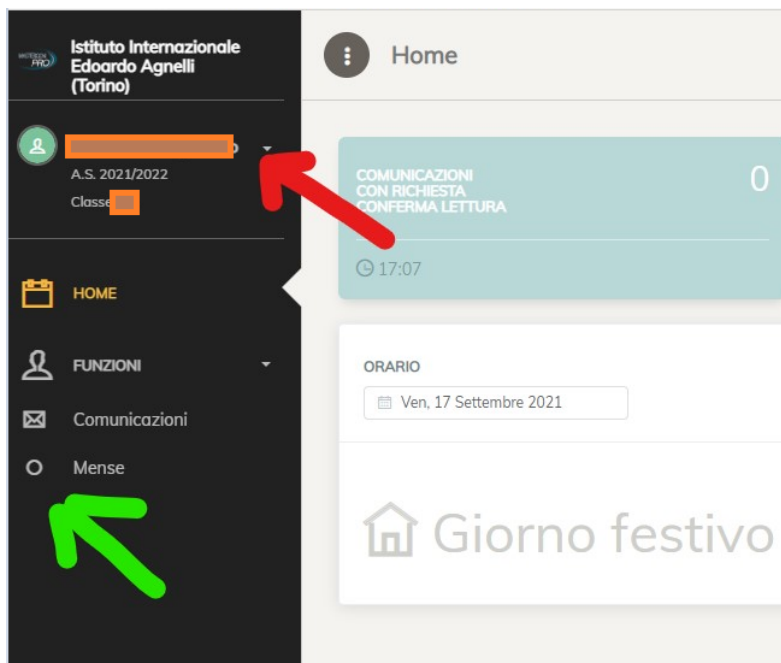 PRO
Istituto Internazionale
Edoardo Agnelli
(Torino)
Home
A.S. 2021/2022
Classe
COMUNICAZIONI
CON RICHIESTA
CONFERMA LETTURA
0
17:07
HOME
FUNZIONI
Comunicazioni
Mense
ORARIO
Ven, 17 Settembre 2021
Giorno festivo